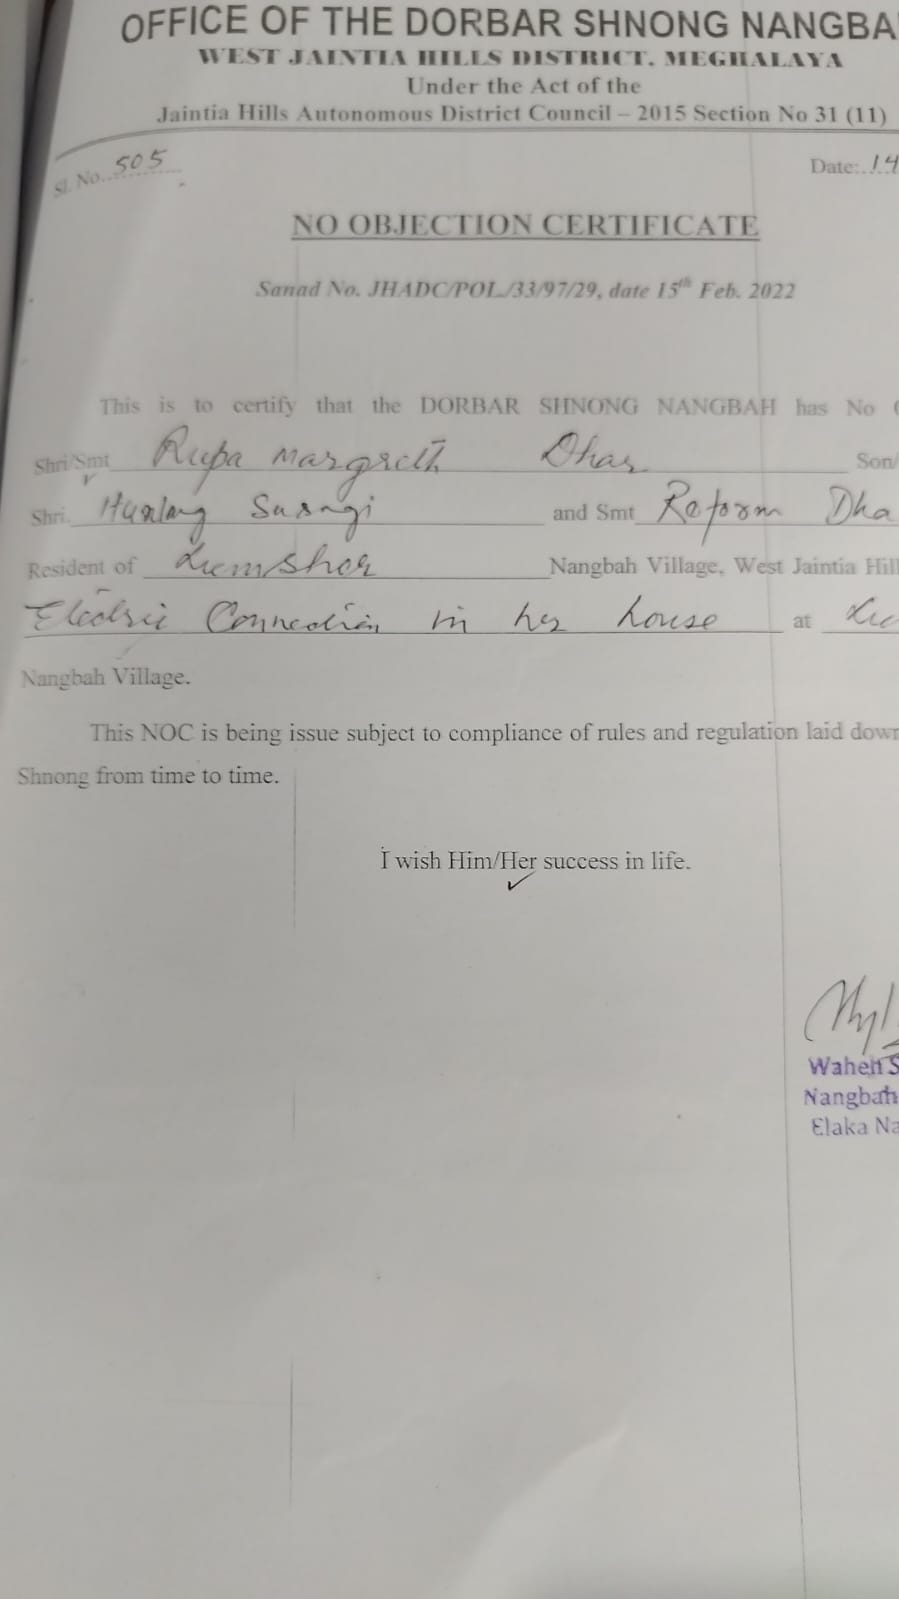 OFFICE OF THE DORBAR SHNONG NANGBA
WEST JAINTIA HILLS DISTRICT. MEGHALAYA
Under the Act of the
Jaintia Hills Autonomous District Council – 2015 Section No 31 (11)
Sl. No. 505 Date: 14
NO OBJECTION CERTIFICATE
Sanad No. JHADC/POL/33/97/29, date 15th Feb. 2022
This is to certify that the DORBAR SHNONG NANGBAH has No
Shri/Smt Rupa Margreth Dhar Son/
Shri. Susngi and Smt Reform Dha
Resident of Lumshor Nangbah Village, West Jaintia Hill
Electric Connection in her house at
Nangbah Village.
This NOC is being issue subject to compliance of rules and regulation laid down
Shnong from time to time.
I wish Him/Her success in life.
Waheh S
Nangbah
Elaka Na